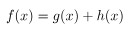 f(x) = g(x) + h(x)